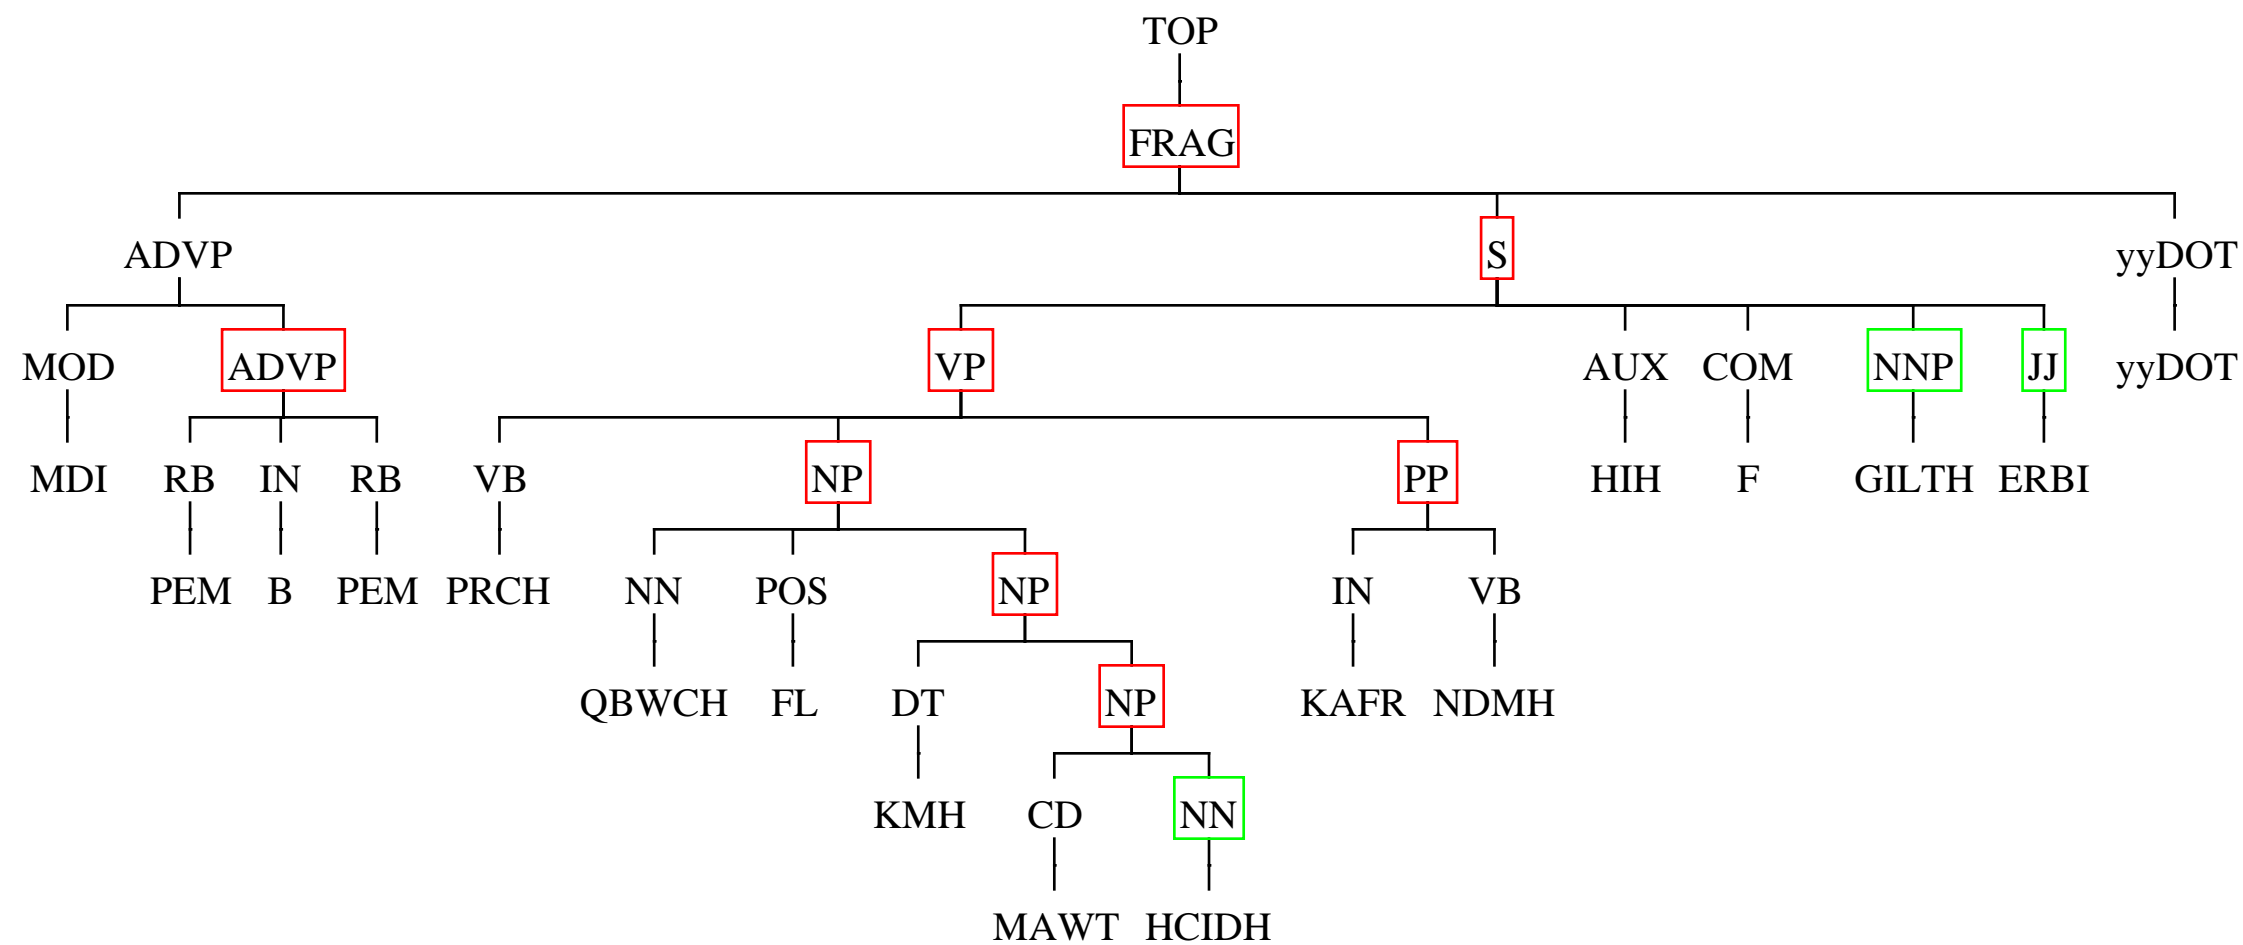 TOP
FRAG
ADVP S yyDOT
MOD ADVP VP AUX COM NNP JJ yyDOT
MDI RB IN RB VB NP PP HIH F GILTH ERBI
PEM B PEM PRCH NN POS NP IN VB
QBWCH FL DT NP KAFR NDMH
KMH CD NN
MAWT HCIDH